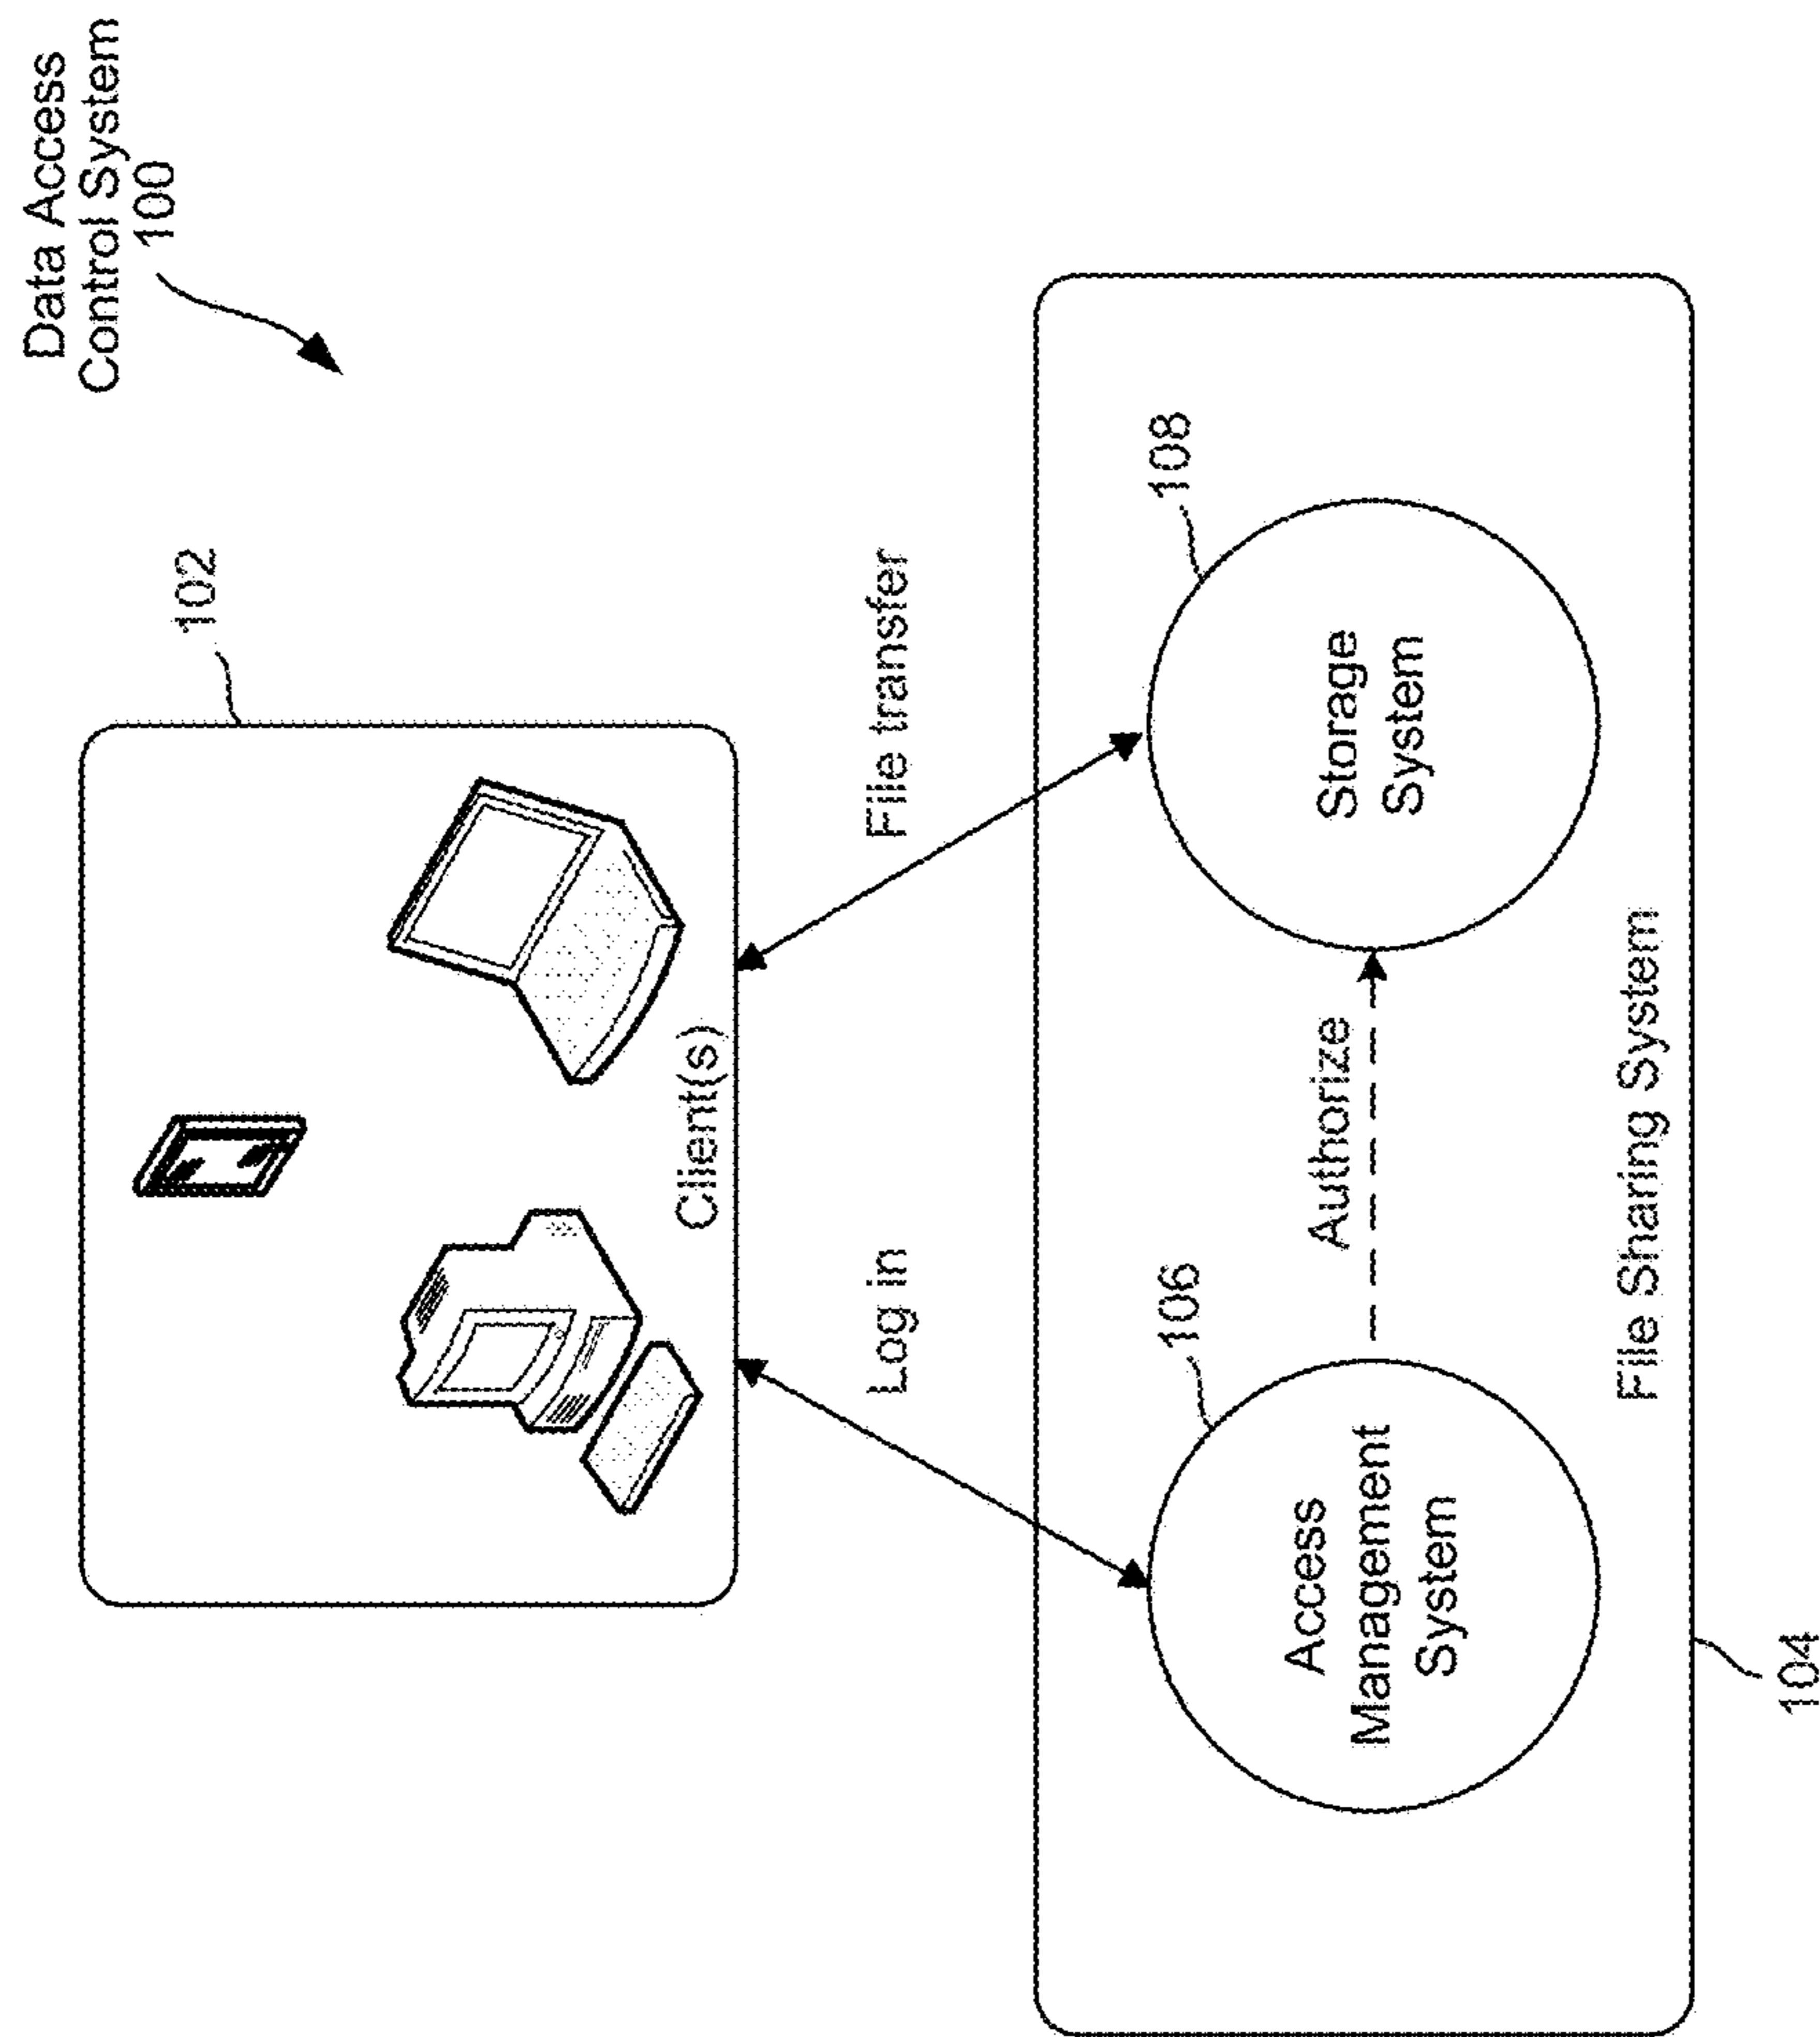 Data Access
Control System
100
102
Client(s)
Log in
File transfer
106
108
Access
Management
System
Authorize
Storage
System
File Sharing System
104